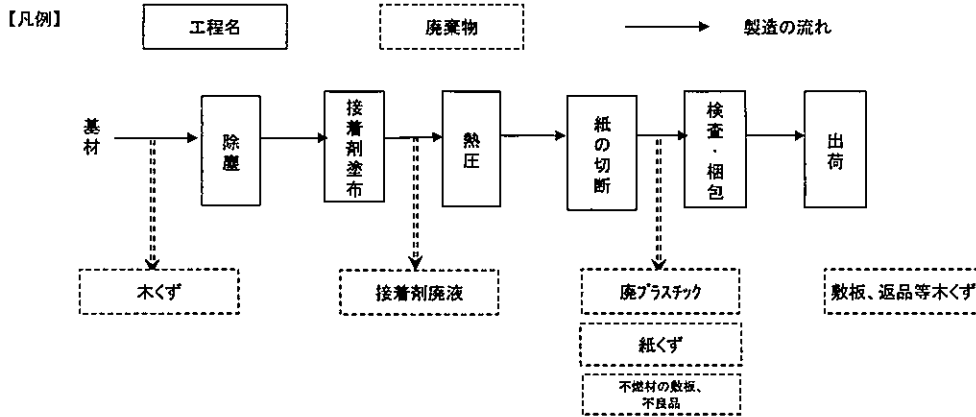 【凡例】
工程名
廃棄物
製造の流れ
基材
除塵
接着剤塗布
熱圧
紙の切断
検査・梱包
出荷
木くず
接着剤廃液
廃プラスチック
敷板、返品等木くず
紙くず
不燃材の敷板、
不良品